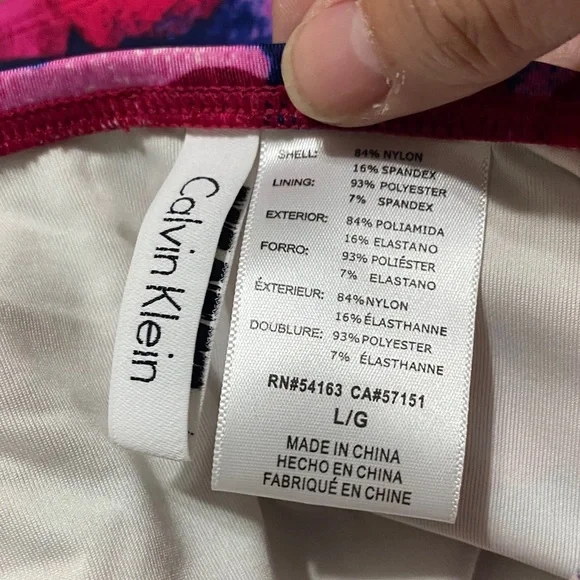 Calvin Klein
SHELL: 84% NYLON
16% SPANDEX
LINING: 93% POLYESTER
7% SPANDEX
EXTERIOR: 84% POLIAMIDA
16% ELASTANO
FORRO: 93% POLIÉSTER
7% ELASTANO
ÉXTERIEUR: 84%NYLON
16%ÉLASTHANNE
DOUBLURE: 93%POLYESTER
7% ÉLASTHANNE
RN#54163 CA#57151
L/G
MADE IN CHINA
HECHO EN CHINA
FABRIQUÉ EN CHINE